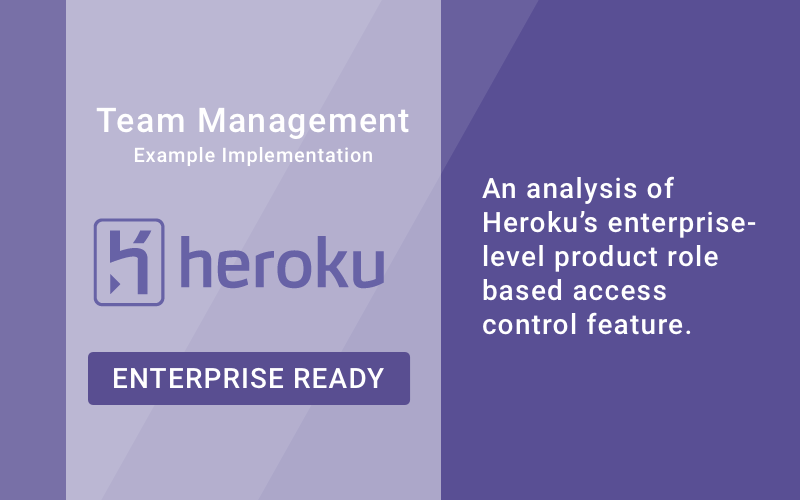 Team Management
Example Implementation
heroku
ENTERPRISE READY
An analysis of
Heroku’s enterprise-
level product role
based access
control feature.